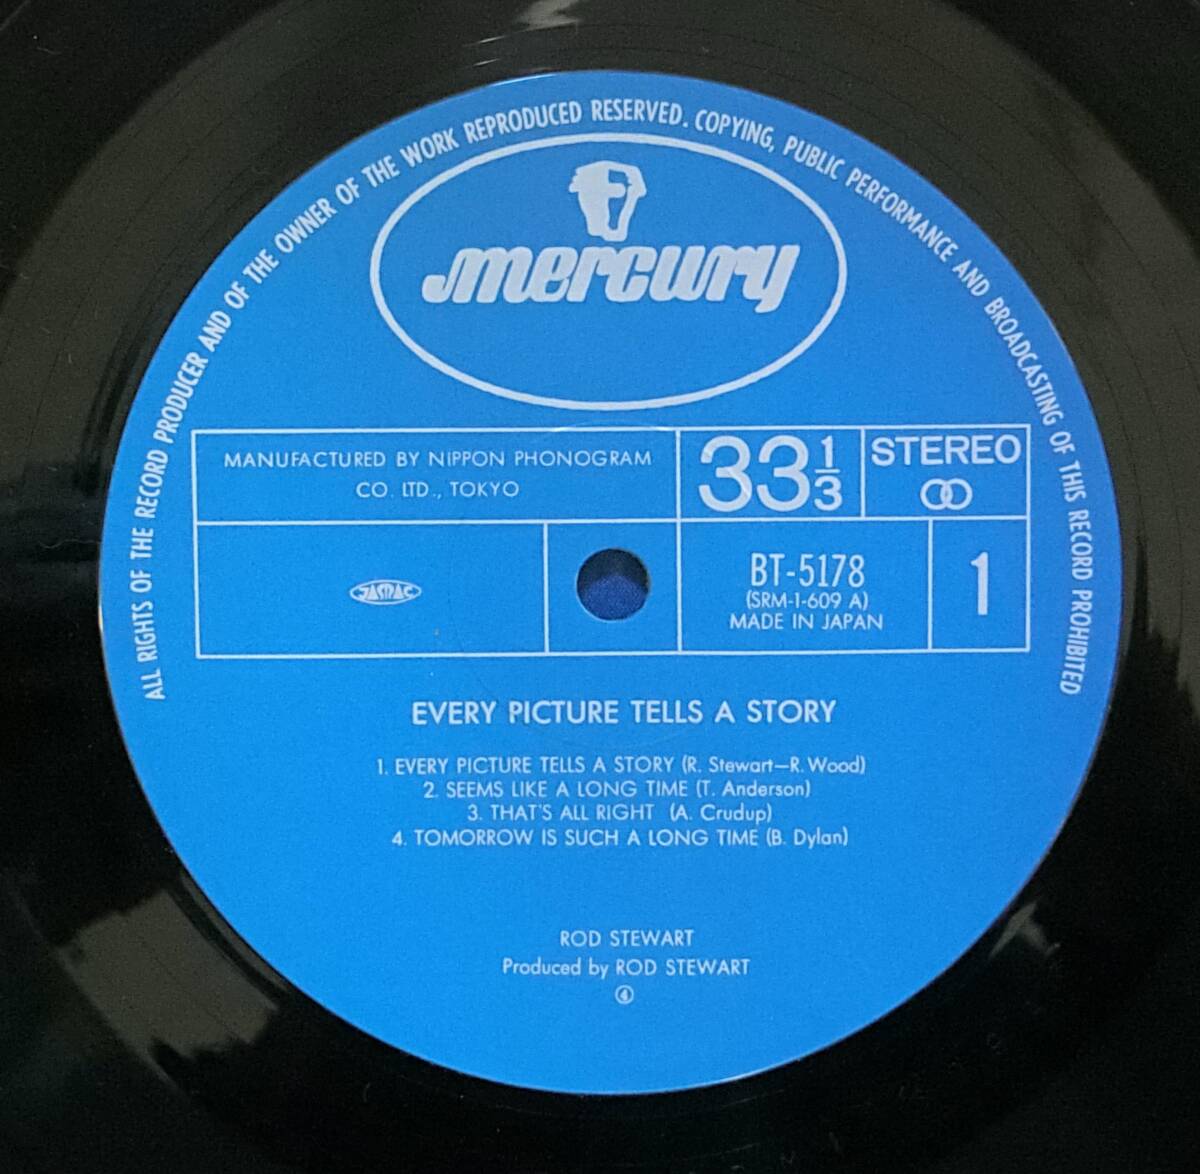 ALL RIGHTS OF THE RECORD PRODUCER AND OF THE OWNER OF THE WORK REPRODUCED RESERVED. COPYING, PUBLIC PERFORMANCE AND BROADCASTING OF THIS RECORD PROHIBITED
mercury
MANUFACTURED BY NIPPON PHONOGRAM
CO. LTD., TOKYO
33 1/3
STEREO
JASRAC
BT-5178
(SRM-1-609 A)
MADE IN JAPAN
1
EVERY PICTURE TELLS A STORY
1. EVERY PICTURE TELLS A STORY (R. Stewart—R. Wood)
2. SEEMS LIKE A LONG TIME (T. Anderson)
3. THAT'S ALL RIGHT (A. Crudup)
4. TOMORROW IS SUCH A LONG TIME (B. Dylan)
ROD STEWART
Produced by ROD STEWART
④